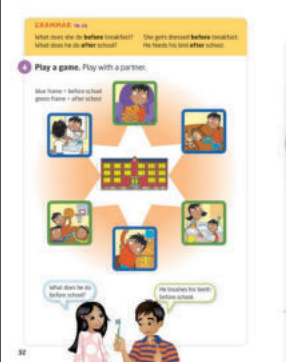 GRAMMAR
What does she do before breakfast? She gets dressed before breakfast.
What does he do after school? He feeds his bird after school.
4 Play a game. Play with a partner.
blue frame = before school
green frame = after school
What does he do
before school?
He brushes his teeth
before school.
32